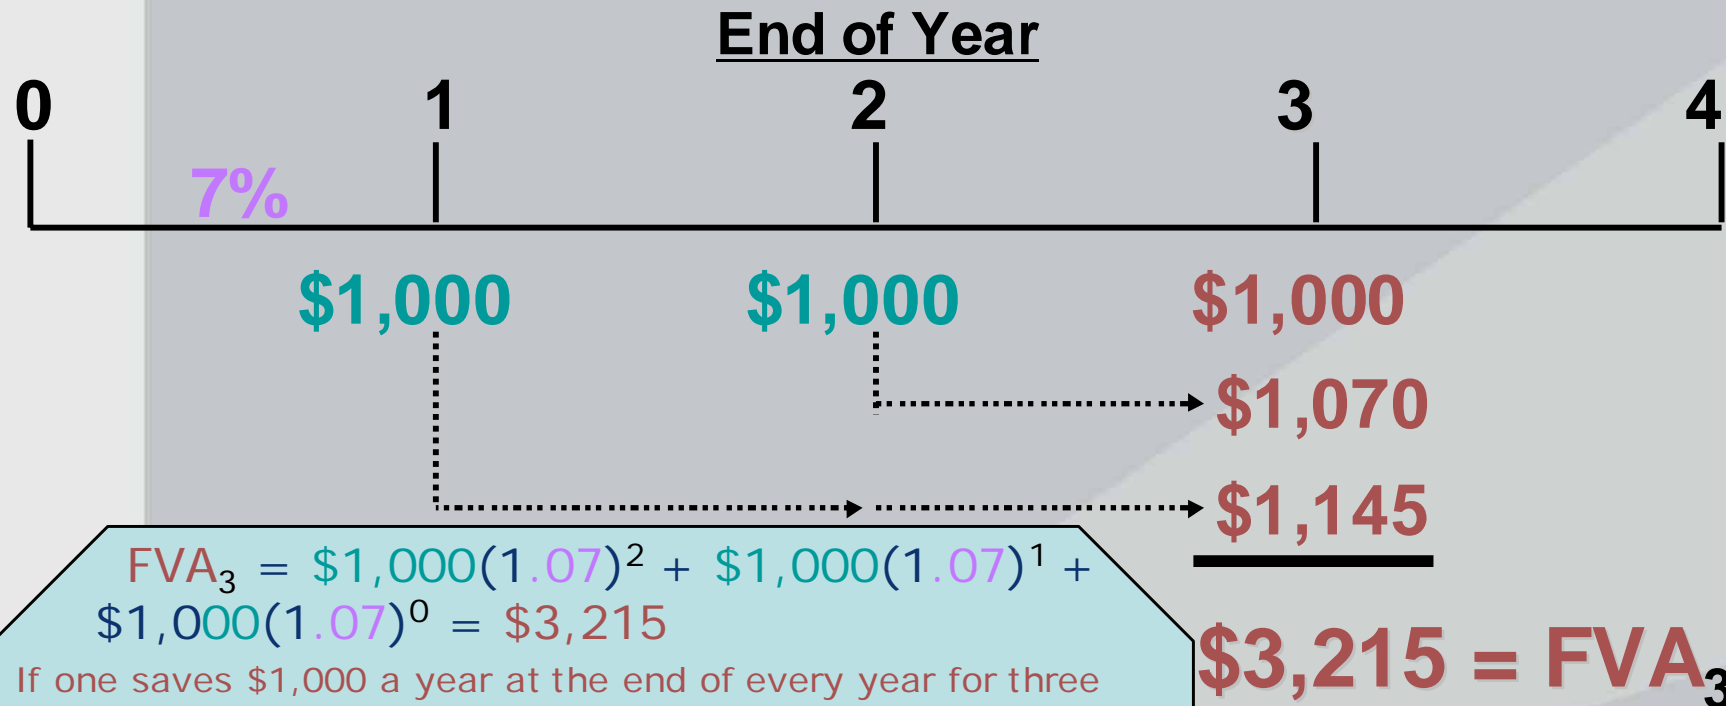 End of Year
0 1 2 3 4
7%
$1,000 $1,000 $1,000
$1,070
$1,145
FVA₃ = $1,000(1.07)² + $1,000(1.07)¹ +
$1,000(1.07)⁰ = $3,215
If one saves $1,000 a year at the end of every year for three
$3,215 = FVA₃